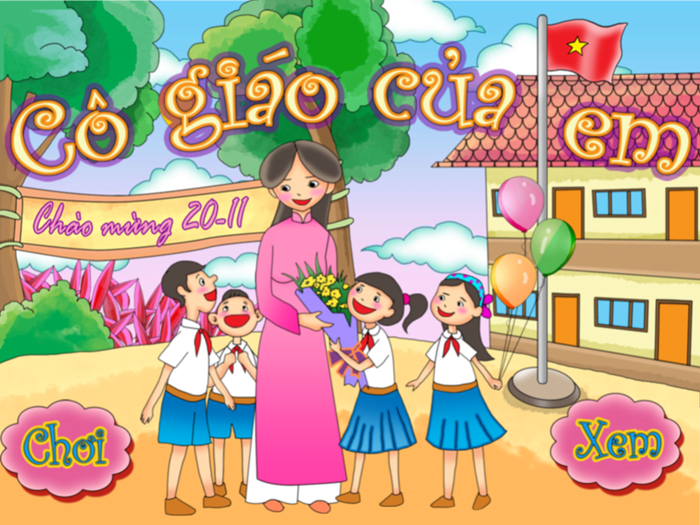 Cô giáo của em
Chào mừng 20-11
Chơi
Xem